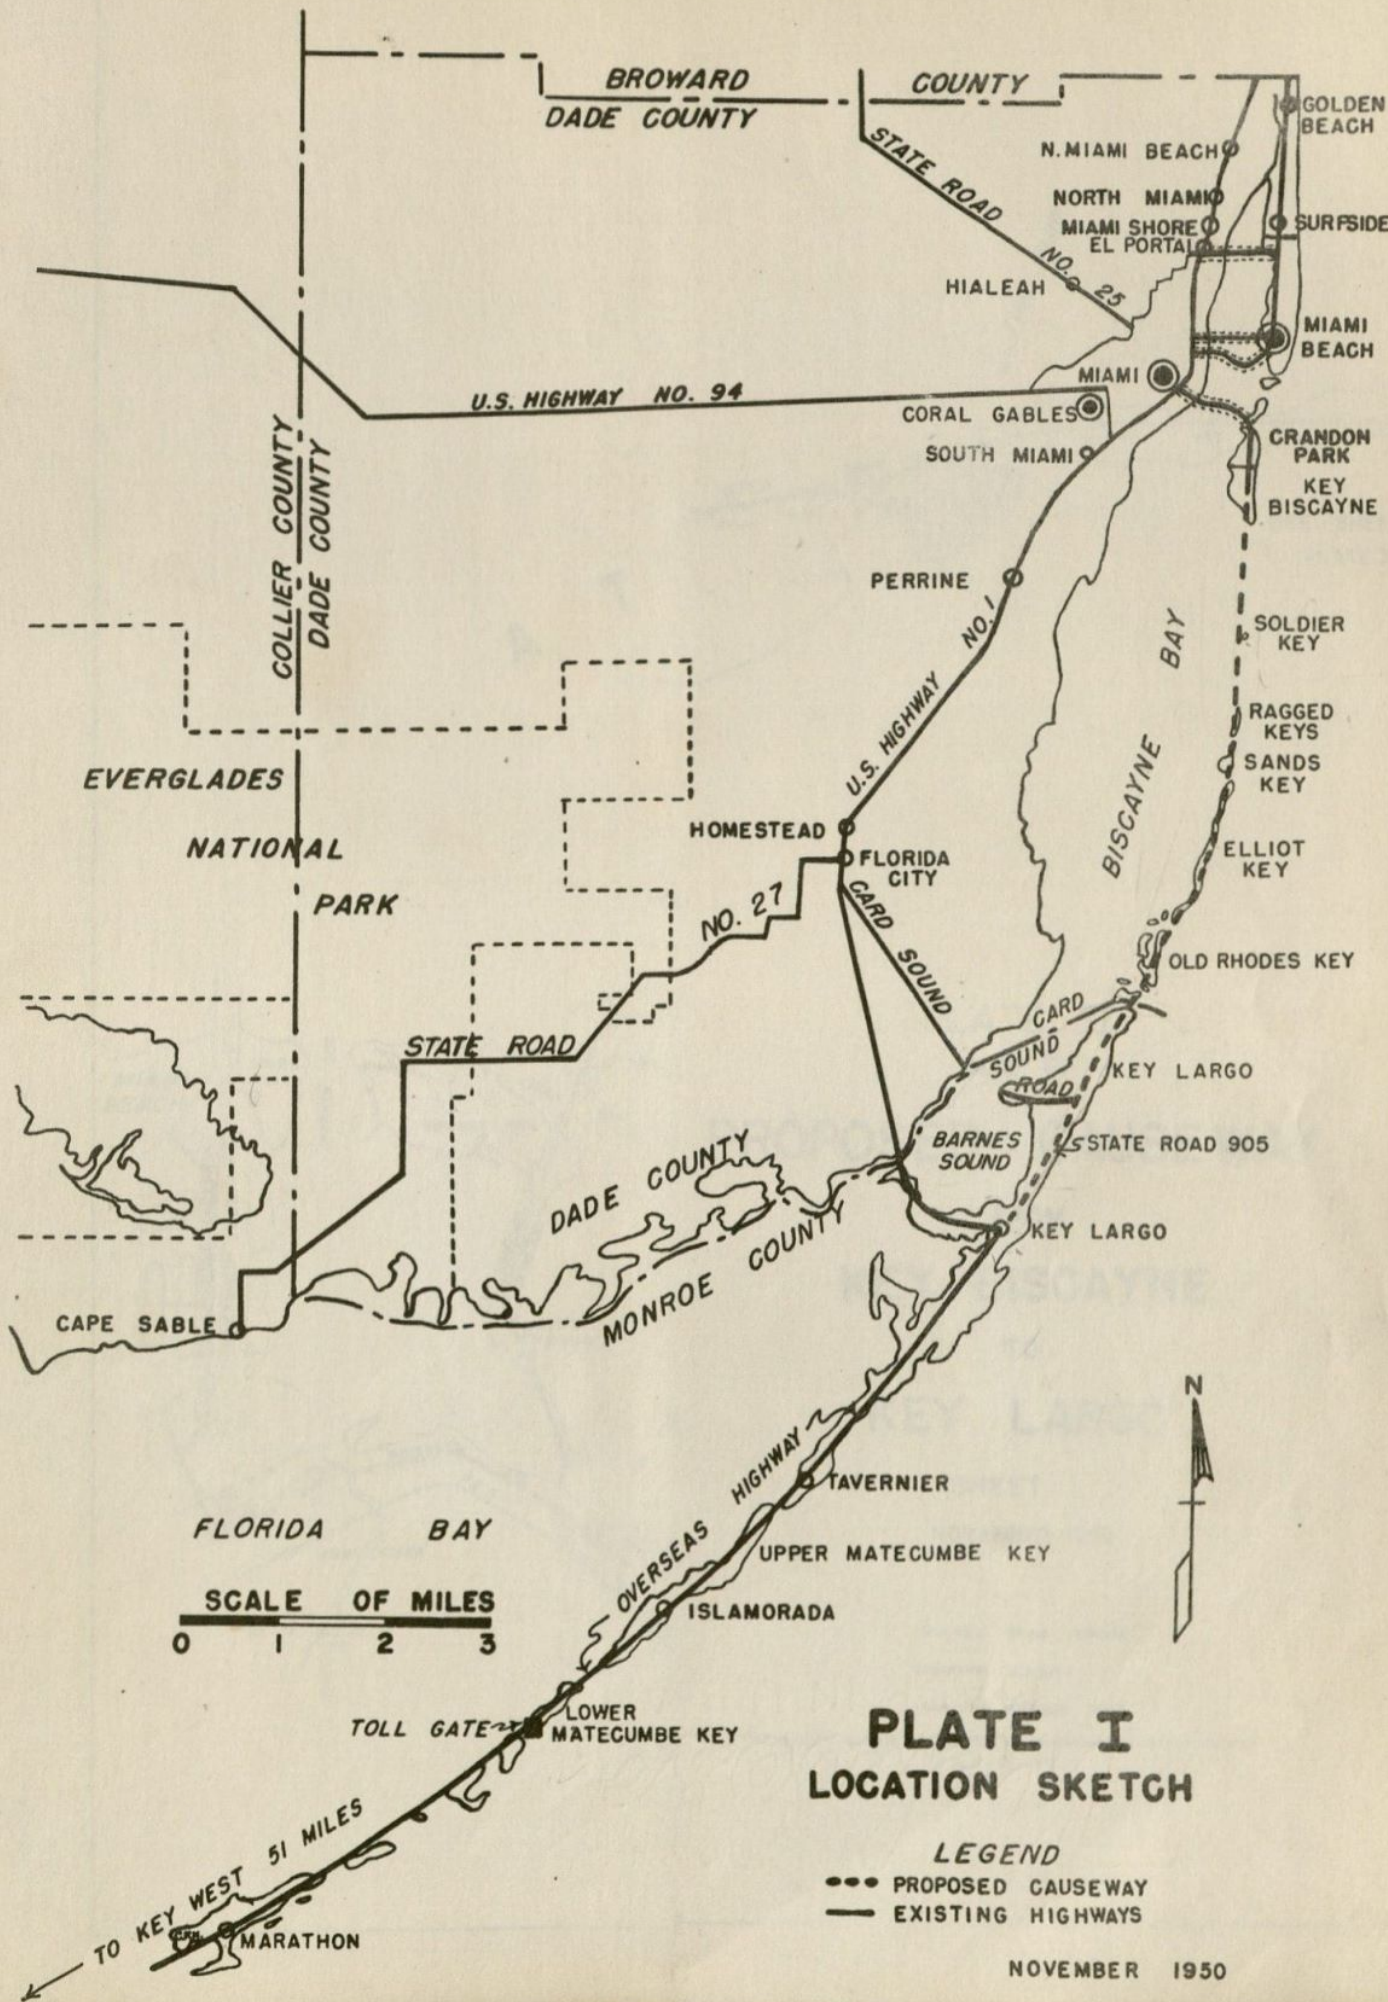 BROWARD COUNTY
DADE COUNTY
GOLDEN
BEACH
STATE ROAD NO. 25
N. MIAMI BEACH
NORTH MIAMI
MIAMI SHORE
SURFSIDE
EL PORTAL
HIALEAH
MIAMI
BEACH
MIAMI
U.S. HIGHWAY NO. 94
CORAL GABLES
SOUTH MIAMI
CRANDON
PARK
KEY
BISCAYNE
COLLIER COUNTY
DADE COUNTY
PERRINE
U.S. HIGHWAY NO. 1
BISCAYNE BAY
SOLDIER
KEY
RAGGED
KEYS
SANDS
KEY
EVERGLADES
NATIONAL
PARK
HOMESTEAD
FLORIDA
CITY
ELLIOT
KEY
NO. 27
CARD SOUND
OLD RHODES KEY
STATE ROAD
CARD
SOUND
ROAD
KEY LARGO
BARNES
SOUND
STATE ROAD 905
DADE COUNTY
MONROE COUNTY
KEY LARGO
CAPE SABLE
N
OVERSEAS HIGHWAY
TAVERNIER
FLORIDA BAY
UPPER MATECUMBE KEY
SCALE OF MILES
0 1 2 3
ISLAMORADA
TOLL GATE
LOWER
MATECUMBE KEY
TO KEY WEST 51 MILES
MARATHON
PLATE I
LOCATION SKETCH
LEGEND
PROPOSED CAUSEWAY
EXISTING HIGHWAYS
NOVEMBER 1950